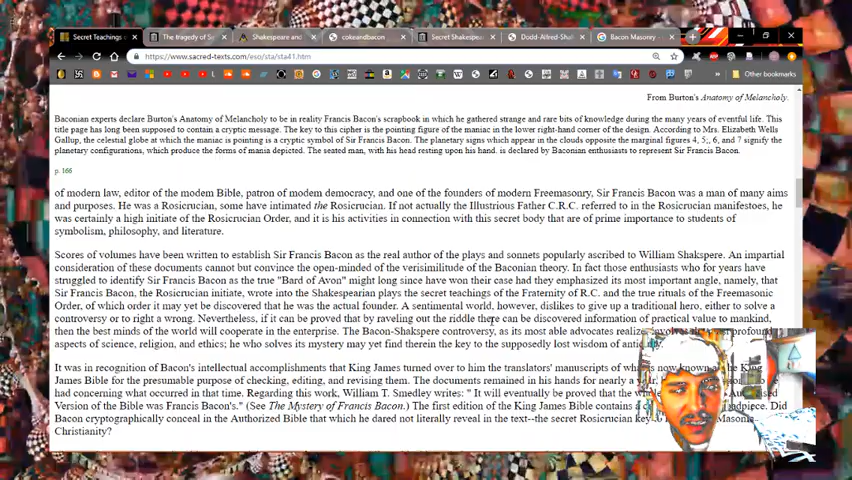 Secret Teachings
The tragedy of S
Shakespeare and
cokeandbacon
Secret Shakespe
Dodd-Alfred-Sha
Bacon Masonry
https://www.sacred-texts.com/eso/sta/sta41.htm
Other bookmarks
From Burton's Anatomy of Melancholy.
Baconian experts declare Burton's Anatomy of Melancholy to be in reality Francis Bacon's scrapbook in which he gathered strange and rare bits of knowledge during the many years of eventful life. This
title page has long been supposed to contain a cryptic message. The key to this cipher is the pointing figure of the maniac in the lower right-hand corner of the design. According to Mrs. Elizabeth Wells
Gallup, the celestial globe at which the maniac is pointing is a cryptic symbol of Sir Francis Bacon. The planetary signs which appear in the clouds opposite the marginal figures 4, 5;, 6, and 7 signify the
planetary configurations, which produce the forms of mania depicted. The seated man, with his head resting upon his hand. is declared by Baconian enthusiasts to represent Sir Francis Bacon.
p. 166
of modern law, editor of the modem Bible, patron of modem democracy, and one of the founders of modern Freemasonry, Sir Francis Bacon was a man of many aims
and purposes. He was a Rosicrucian, some have intimated the Rosicrucian. If not actually the Illustrious Father C.R.C. referred to in the Rosicrucian manifestoes, he
was certainly a high initiate of the Rosicrucian Order, and it is his activities in connection with this secret body that are of prime importance to students of
symbolism, philosophy, and literature.
Scores of volumes have been written to establish Sir Francis Bacon as the real author of the plays and sonnets popularly ascribed to William Shakspere. An impartial
consideration of these documents cannot but convince the open-minded of the verisimilitude of the Baconian theory. In fact those enthusiasts who for years have
struggled to identify Sir Francis Bacon as the true "Bard of Avon" might long since have won their case had they emphasized its most important angle, namely, that
Sir Francis Bacon, the Rosicrucian initiate, wrote into the Shakespearian plays the secret teachings of the Fraternity of R.C. and the true rituals of the Freemasonic
Order, of which order it may yet be discovered that he was the actual founder. A sentimental world, however, dislikes to give up a traditional hero, either to solve a
controversy or to right a wrong. Nevertheless, if it can be proved that by raveling out the riddle there can be discovered information of practical value to mankind,
then the best minds of the world will cooperate in the enterprise. The Bacon-Shakspere controversy, as its most able advocates realize, involves the most profound
aspects of science, religion, and ethics; he who solves its mystery may yet find therein the key to the supposedly lost wisdom of
It was in recognition of Bacon's intellectual accomplishments that King James turned over to him the translators' manuscripts of what is now known the King
James Bible for the presumable purpose of checking, editing, and revising them. The documents remained in his hands for nearly a
had concerning what occurred in that time. Regarding this work, William T. Smedley writes: " It will eventually be proved that the
Version of the Bible was Francis Bacon's." (See The Mystery of Francis Bacon.) The first edition of the King James Bible contains a Did
Bacon cryptographically conceal in the Authorized Bible that which he dared not literally reveal in the text--the secret Rosicrucian
Christianity?